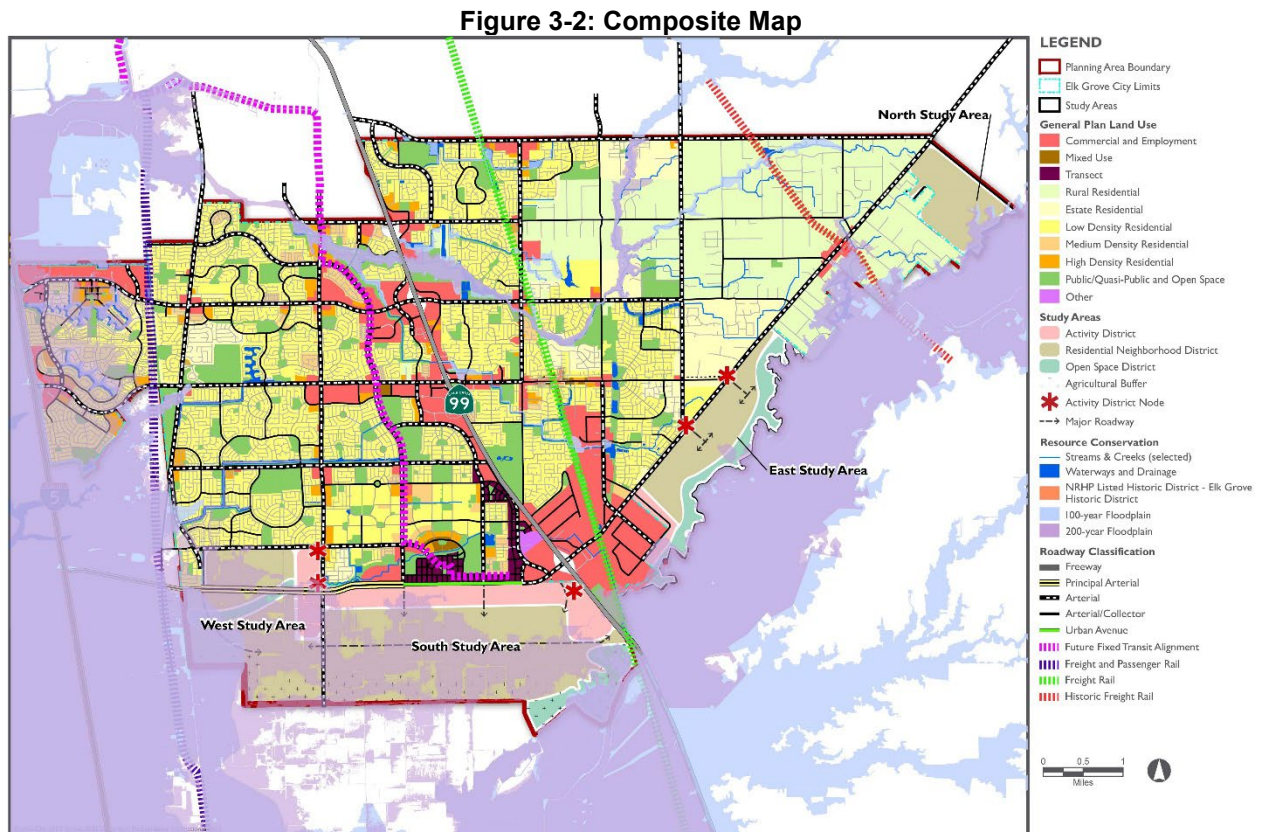 Figure 3-2: Composite Map
North Study Area
99
East Study Area
5
West Study Area
South Study Area
LEGEND
Planning Area Boundary
Elk Grove City Limits
Study Areas
General Plan Land Use
Commercial and Employment
Mixed Use
Transect
Rural Residential
Estate Residential
Low Density Residential
Medium Density Residential
High Density Residential
Public/Quasi-Public and Open Space
Other
Study Areas
Activity District
Residential Neighborhood District
Open Space District
Agricultural Buffer
Activity District Node
Major Roadway
Resource Conservation
Streams & Creeks (selected)
Waterways and Drainage
NRHP Listed Historic District - Elk Grove
Historic District
100-year Floodplain
200-year Floodplain
Roadway Classification
Freeway
Principal Arterial
Arterial
Arterial/Collector
Urban Avenue
Future Fixed Transit Alignment
Freight and Passenger Rail
Freight Rail
Historic Freight Rail
0 0.5 1
Miles